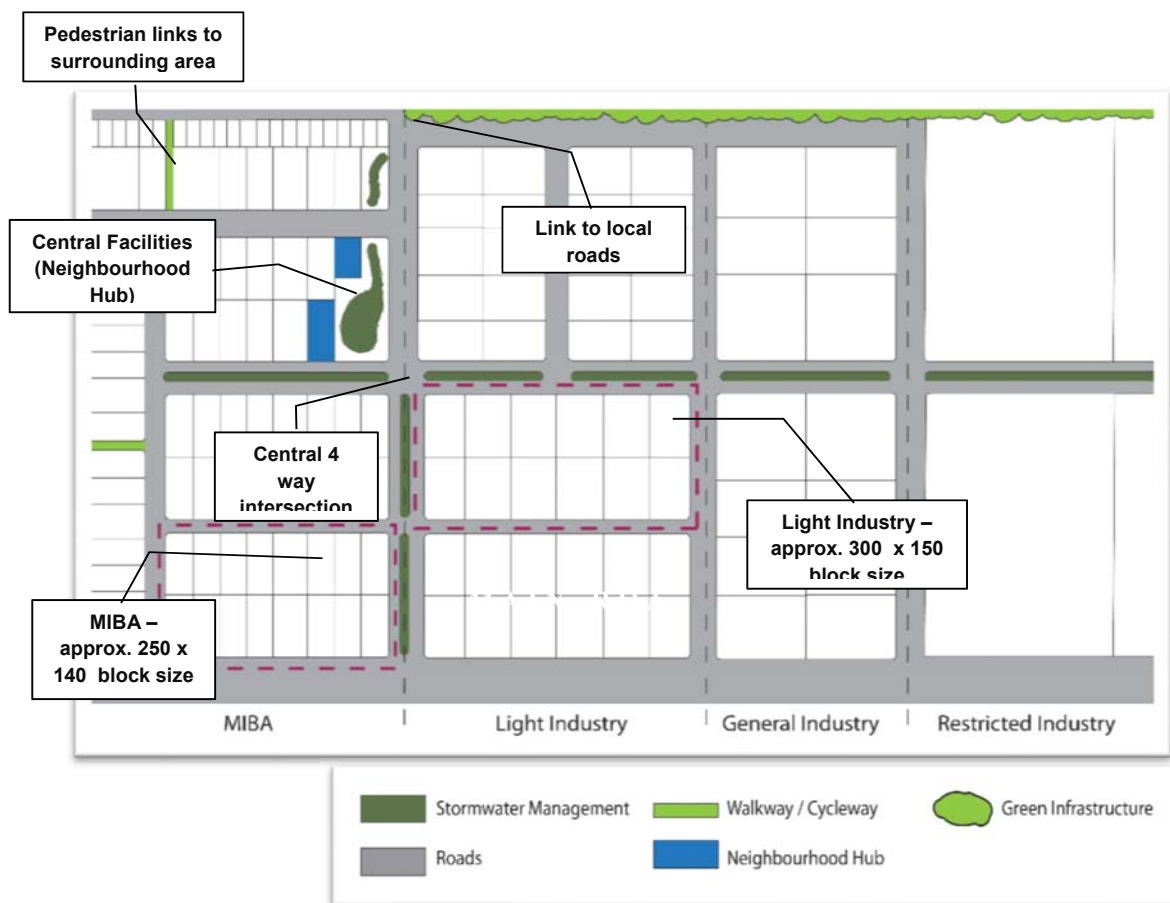 Pedestrian links to
surrounding area
Link to local
roads
Central Facilities
(Neighbourhood
Hub)
Central 4
way
intersection
Light Industry –
approx. 300 x 150
block size
MIBA –
approx. 250 x
140 block size
MIBA
Light Industry
General Industry
Restricted Industry
Stormwater Management
Walkway / Cycleway
Green Infrastructure
Roads
Neighbourhood Hub